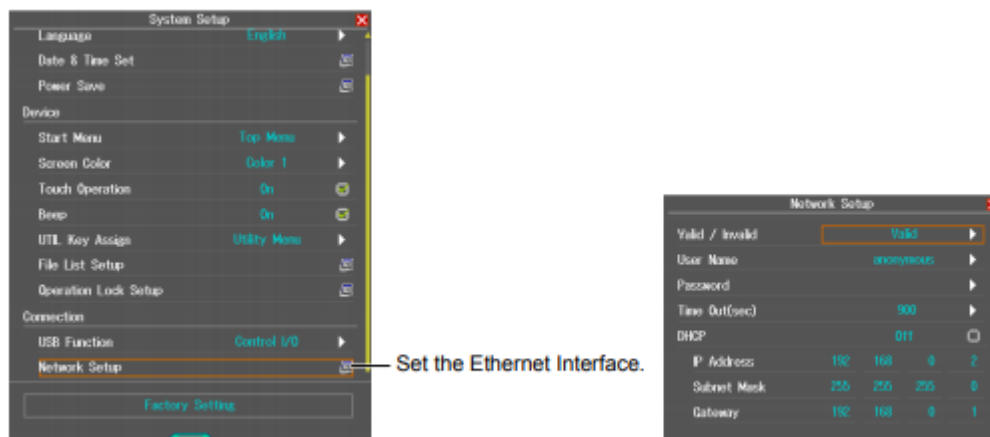 System Setup
Language English
Date & Time Set
Power Save
Device
Start Menu Top Menu
Screen Color Color 1
Touch Operation On
Beep On
UTIL Key Assign Utility Menu
File List Setup
Operation Lock Setup
Connection
USB Function Control I/O
Network Setup
Factory Setting
Set the Ethernet Interface.
Network Setup
Valid / Invalid Valid
User Name anonymous
Password
Time Out(sec) 900
DHCP Off
IP Address 192 168 0 2
Subnet Mask 255 255 255 0
Gateway 192 168 0 1